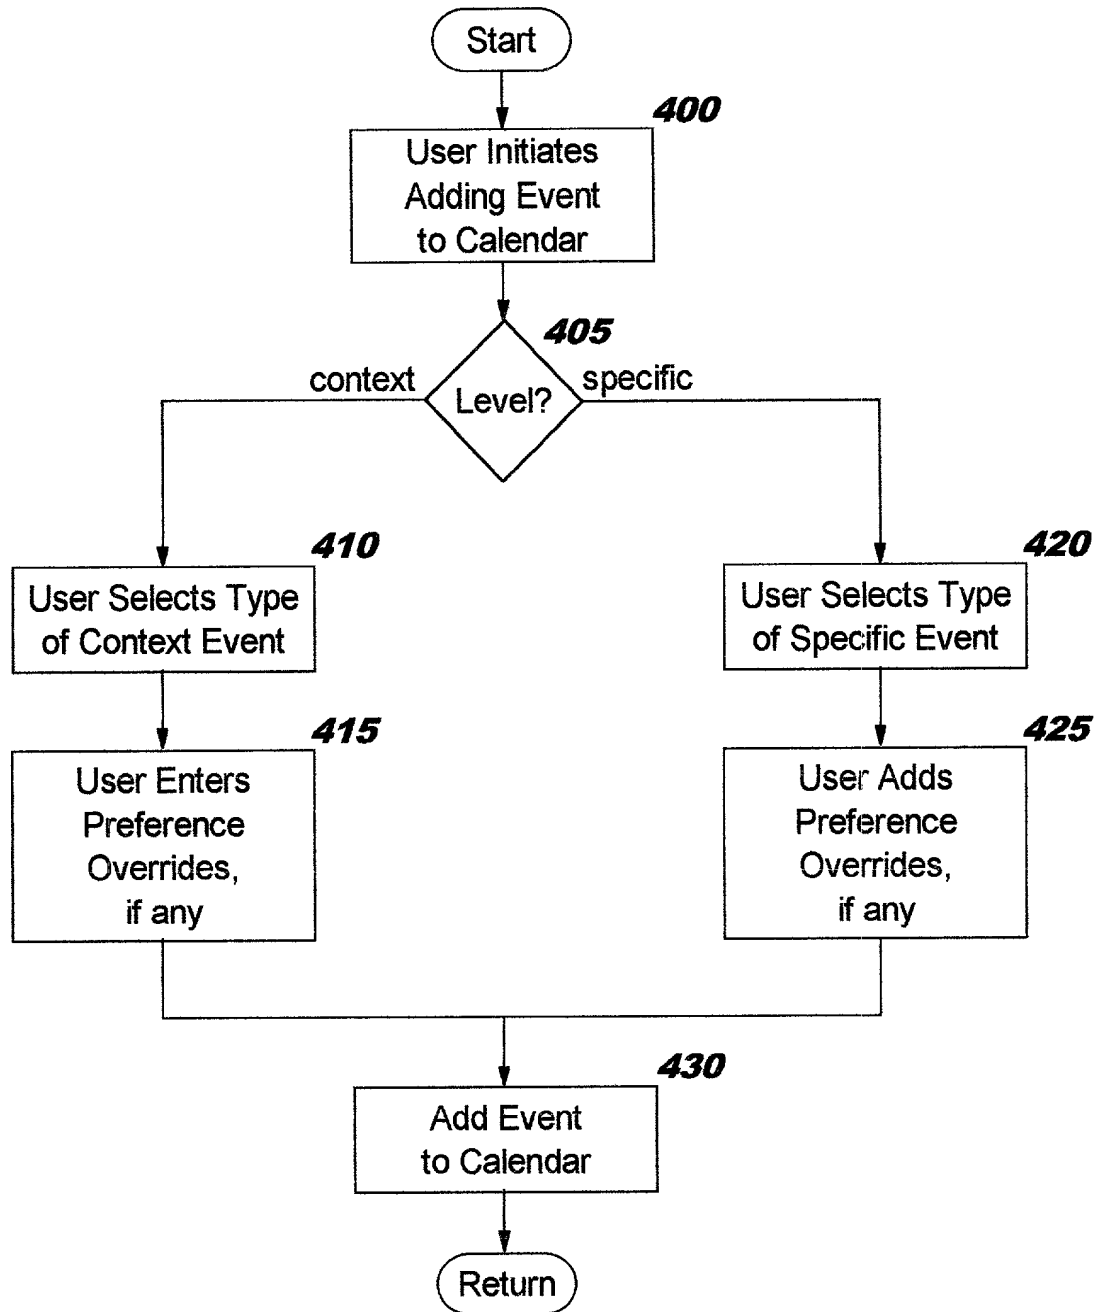 Start
400
User Initiates
Adding Event
to Calendar
405
context
Level?
specific
410
User Selects Type
of Context Event
420
User Selects Type
of Specific Event
415
User Enters
Preference
Overrides,
if any
425
User Adds
Preference
Overrides,
if any
430
Add Event
to Calendar
Return